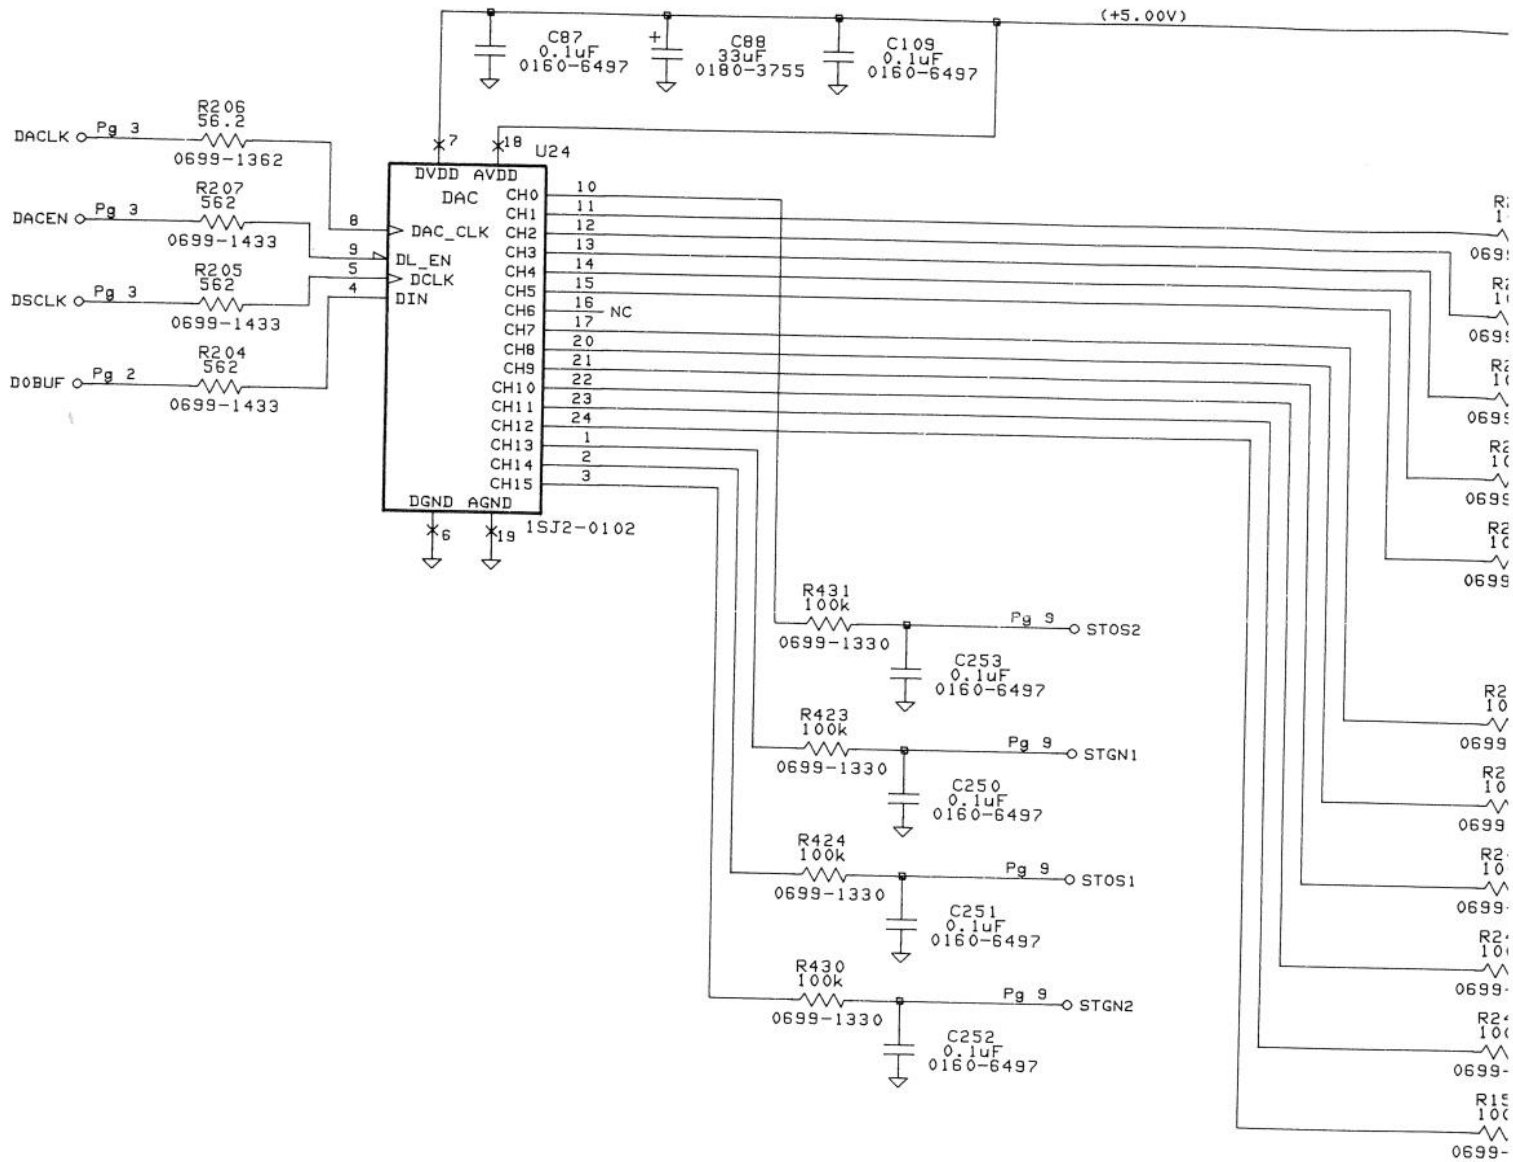 (+5.00V)
C87
0.1uF
0160-6497
+
C88
33uF
0180-3755
C109
0.1uF
0160-6497
R206
56.2
DACLK
Pg 3
0699-1362
R207
562
DACEN
Pg 3
0699-1433
R205
562
DSCLK
Pg 3
0699-1433
R204
562
D0BUF
Pg 2
0699-1433
7
18
U24
DVDD AVDD
DAC
8
DAC_CLK
9
DL_EN
5
DCLK
4
DIN
CH0
10
CH1
11
CH2
12
CH3
13
CH4
14
CH5
15
CH6
16
NC
CH7
17
CH8
20
CH9
21
CH10
22
CH11
23
CH12
24
CH13
1
CH14
2
CH15
3
DGND AGND
6
19
1SJ2-0102
R431
100k
0699-1330
Pg 9
STOS2
C253
0.1uF
0160-6497
R423
100k
0699-1330
Pg 9
STGN1
C250
0.1uF
0160-6497
R424
100k
0699-1330
Pg 9
STOS1
C251
0.1uF
0160-6497
R430
100k
0699-1330
Pg 9
STGN2
C252
0.1uF
0160-6497